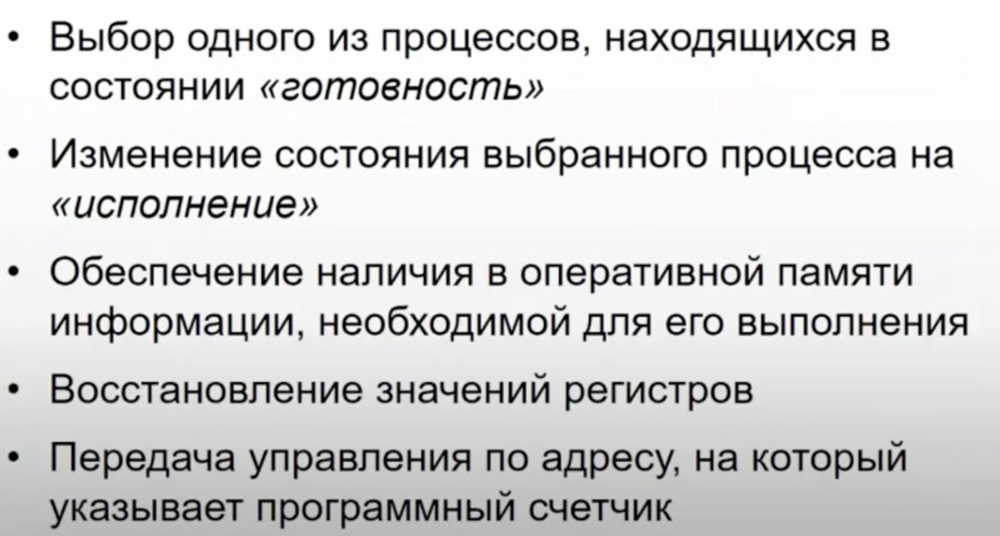 • Выбор одного из процессов, находящихся в
состоянии «готовность»
• Изменение состояния выбранного процесса на
«исполнение»
• Обеспечение наличия в оперативной памяти
информации, необходимой для его выполнения
• Восстановление значений регистров
• Передача управления по адресу, на который
указывает программный счетчик